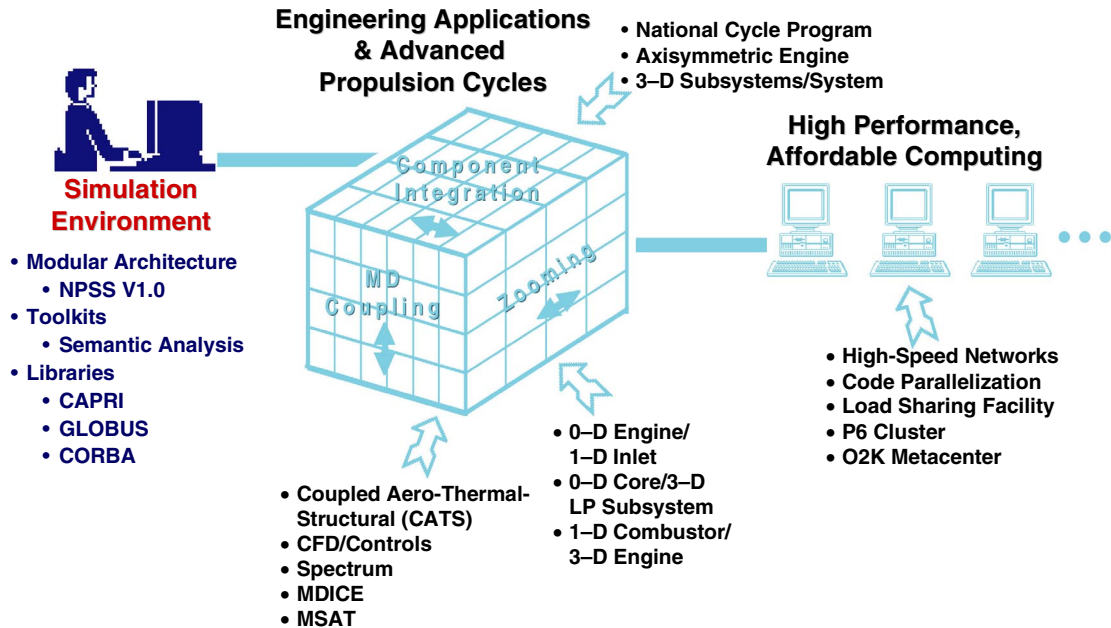 Engineering Applications
& Advanced
Propulsion Cycles
• National Cycle Program
• Axisymmetric Engine
• 3–D Subsystems/System
High Performance,
Affordable Computing
Simulation
Environment
• Modular Architecture
• NPSS V1.0
• Toolkits
• Semantic Analysis
• Libraries
• CAPRI
• GLOBUS
• CORBA
Component
Integration
MD
Coupling
Zooming
• Coupled Aero-Thermal-
Structural (CATS)
• CFD/Controls
• Spectrum
• MDICE
• MSAT
• 0–D Engine/
1–D Inlet
• 0–D Core/3–D
LP Subsystem
• 1–D Combustor/
3–D Engine
• High-Speed Networks
• Code Parallelization
• Load Sharing Facility
• P6 Cluster
• O2K Metacenter